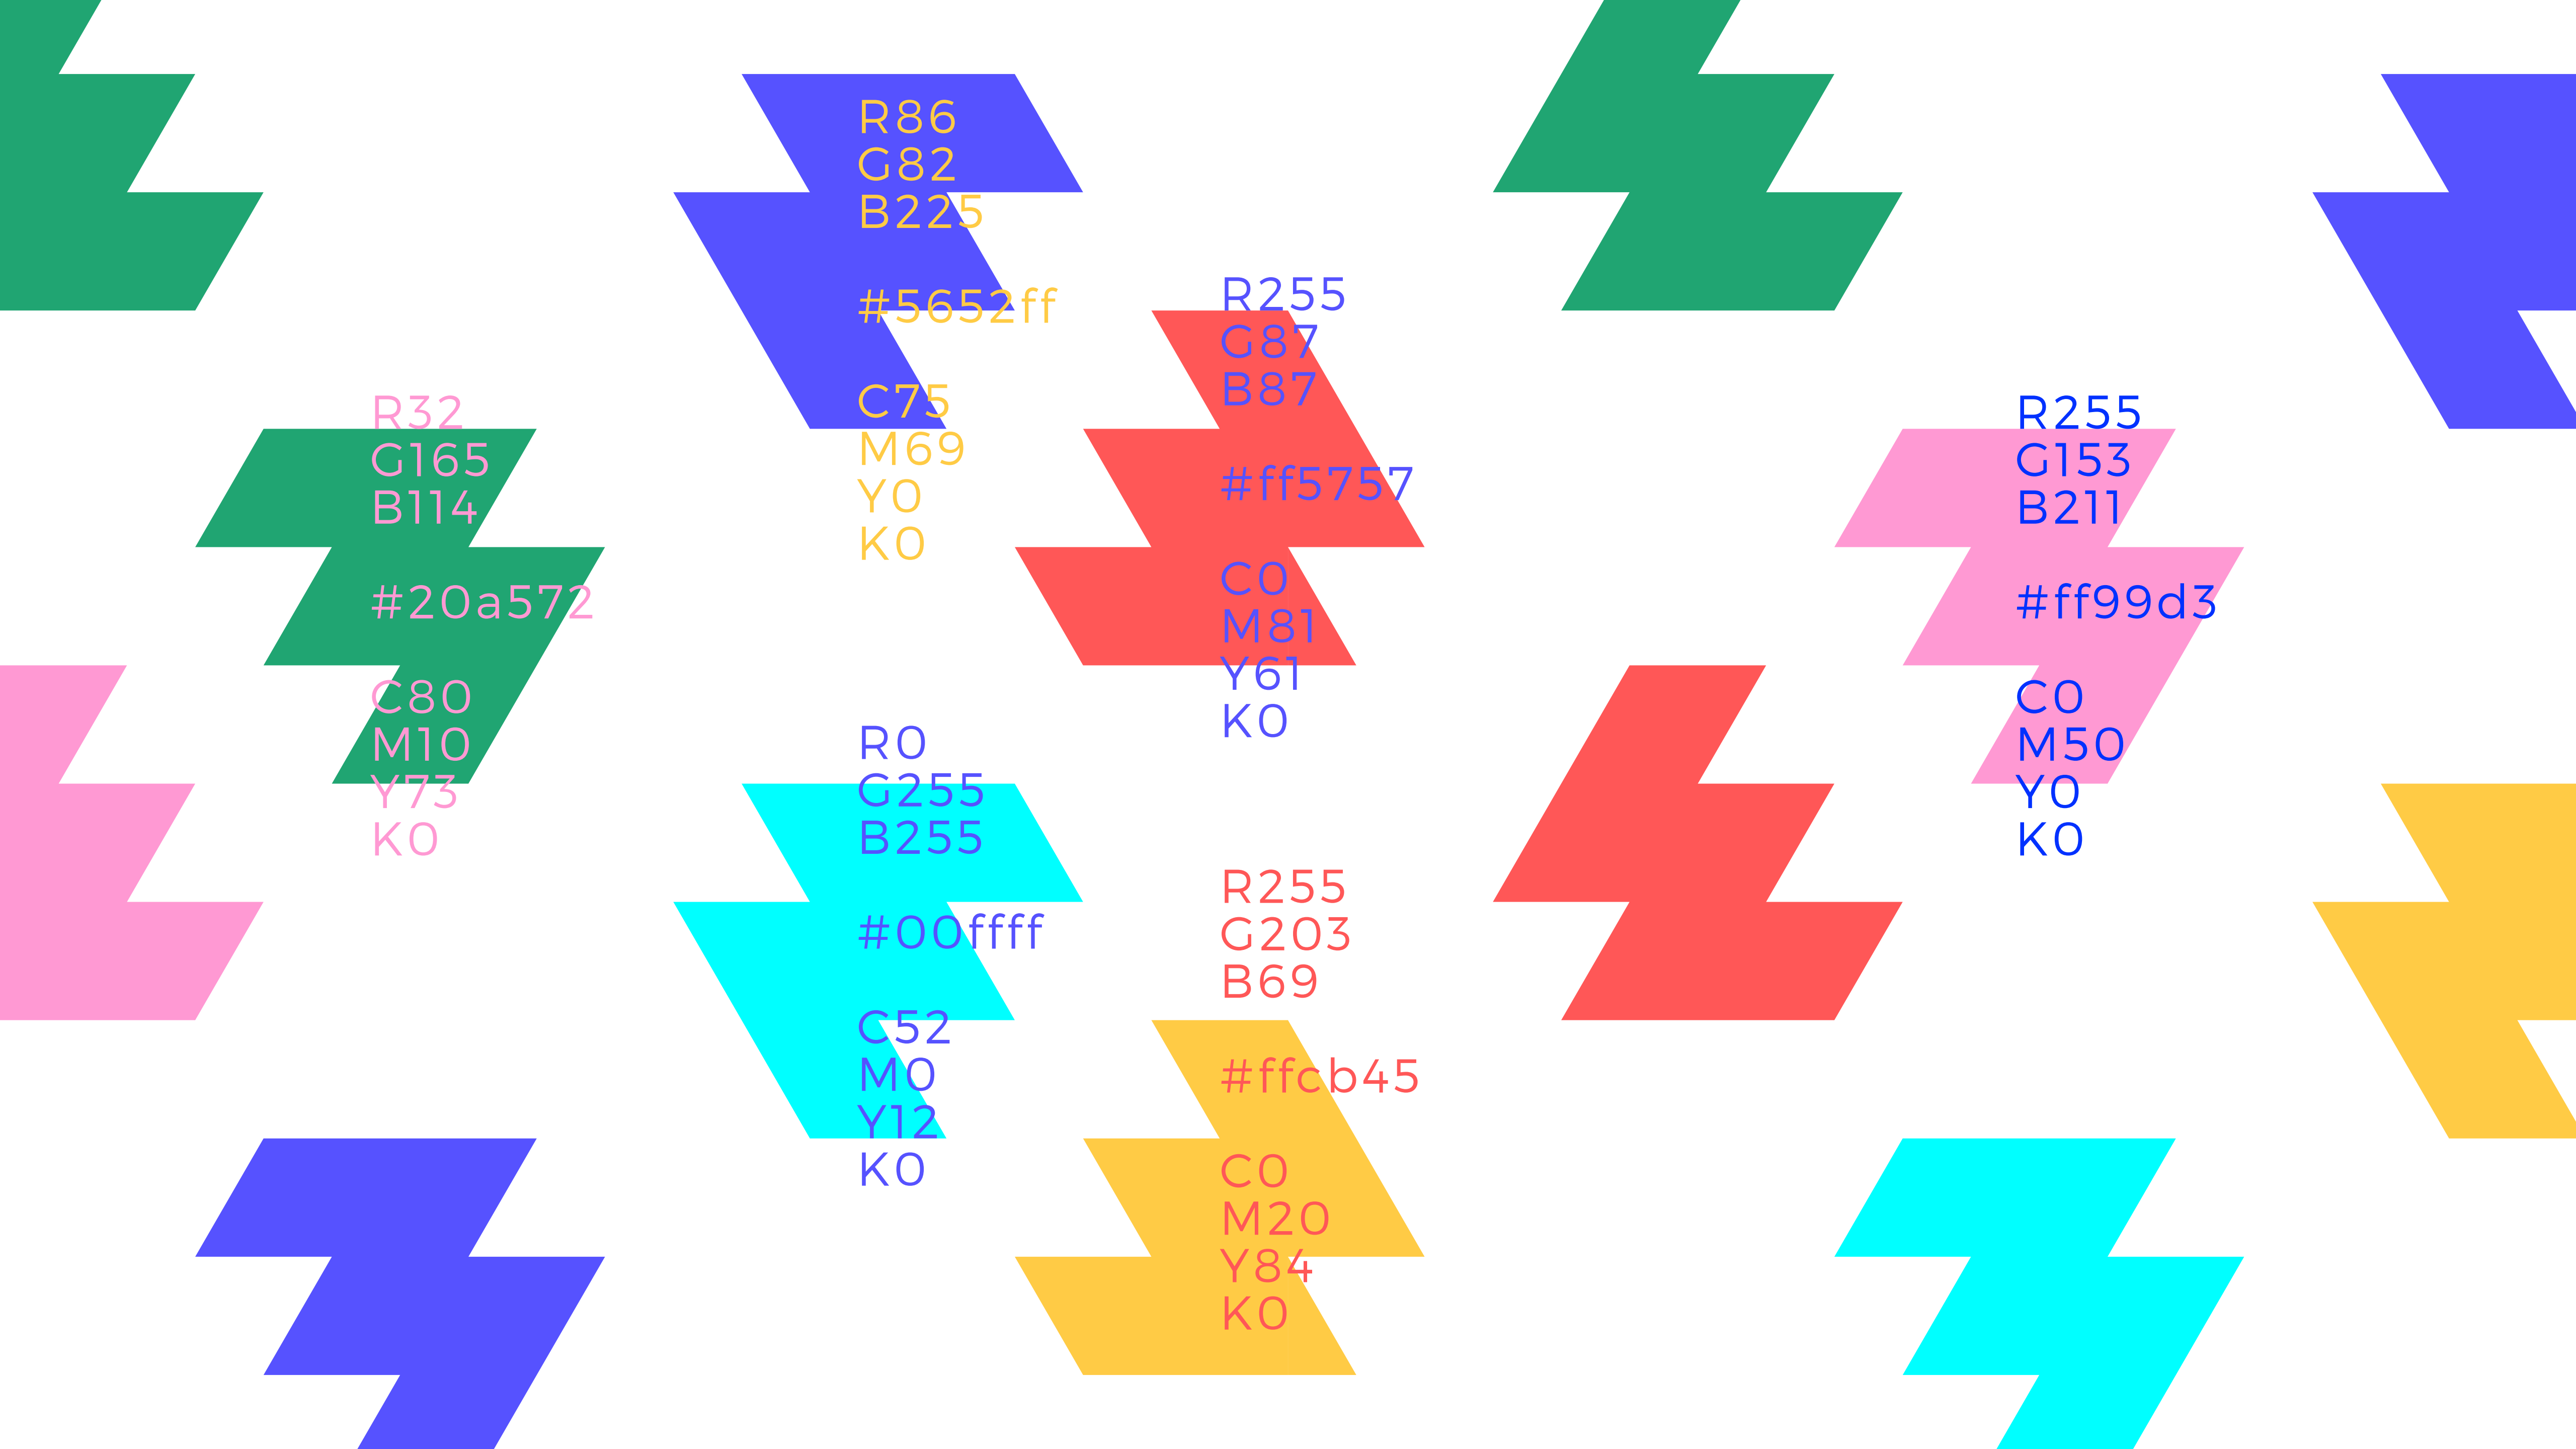 R32
G165
B114
#20a572
C80
M10
Y73
K0
R86
G82
B225
#5652ff
C75
M69
Y0
K0
R0
G255
B255
#00ffff
C52
M0
Y12
K0
R255
G87
B87
#ff5757
C0
M81
Y61
K0
R255
G203
B69
#ffcb45
C0
M20
Y84
K0
R255
G153
B211
#ff99d3
C0
M50
Y0
K0